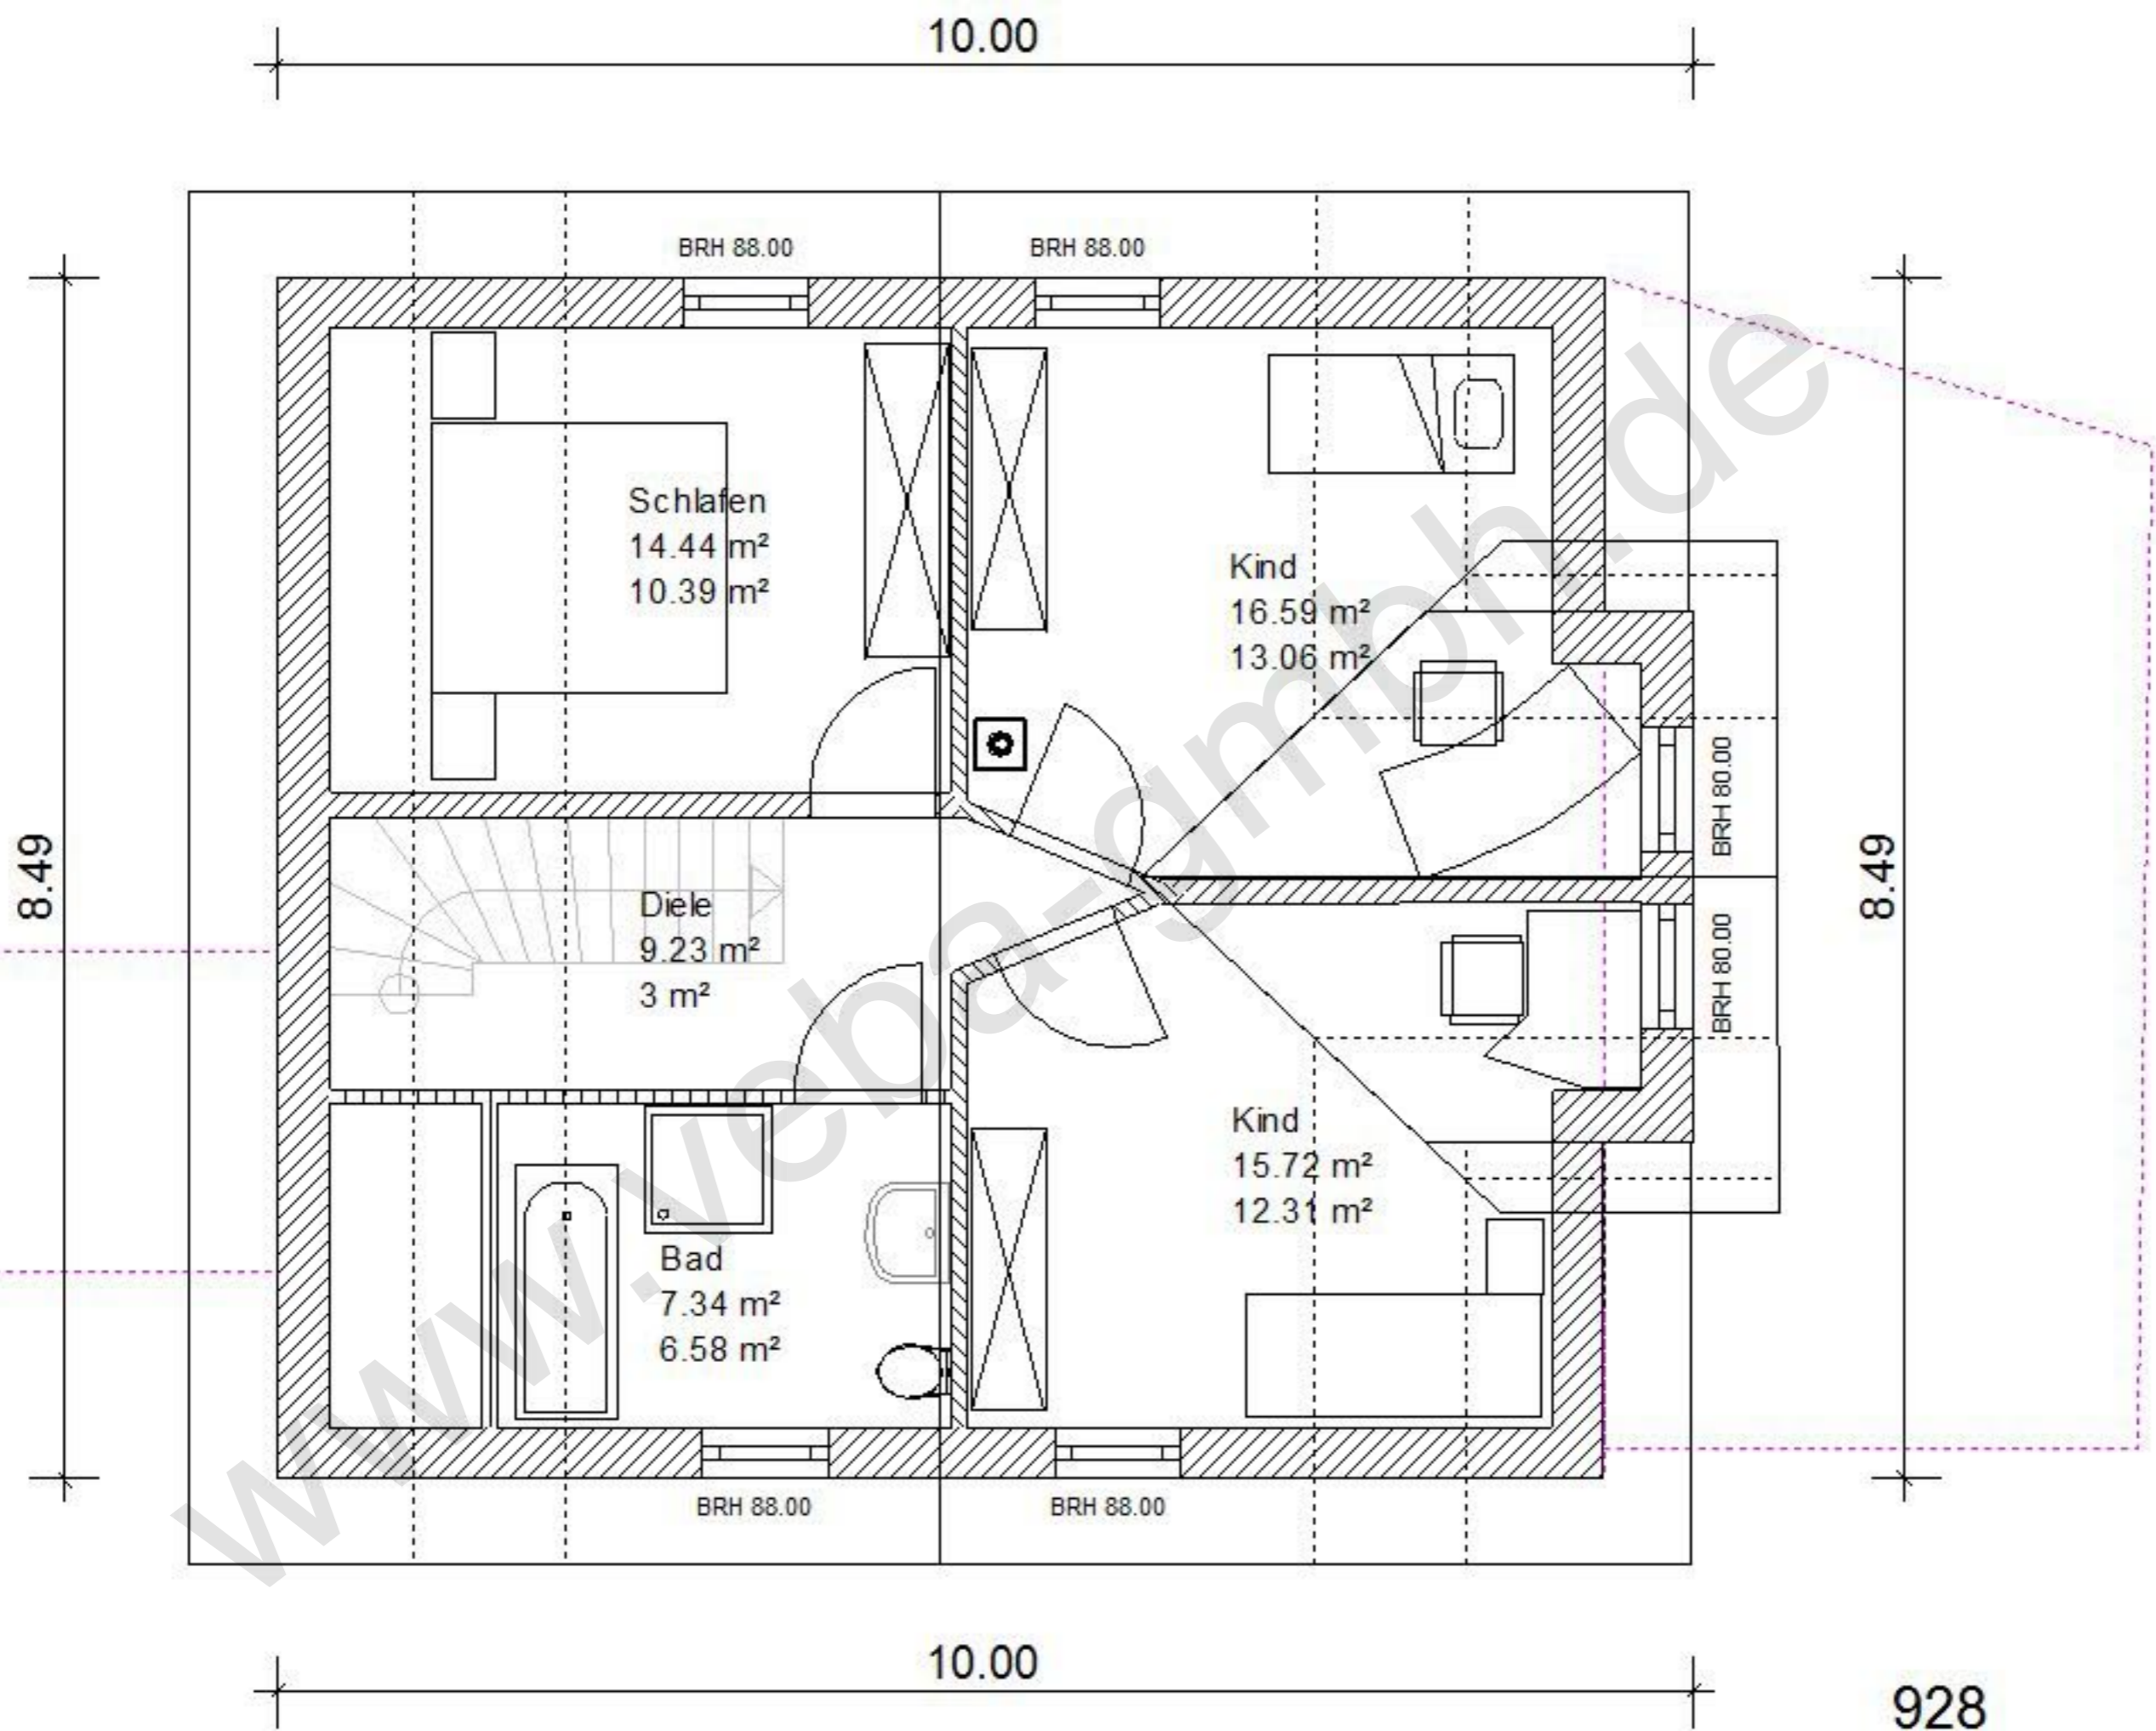 10.00
BRH 88.00
BRH 88.00
Schlafen
14.44 m²
10.39 m²
Kind
16.59 m²
13.06 m²
BRH 80.00
8.49
8.49
Diele
9.23 m²
3 m²
BRH 80.00
Kind
15.72 m²
12.31 m²
Bad
7.34 m²
6.58 m²
BRH 88.00
BRH 88.00
10.00
928
www.veba-gmbh.de